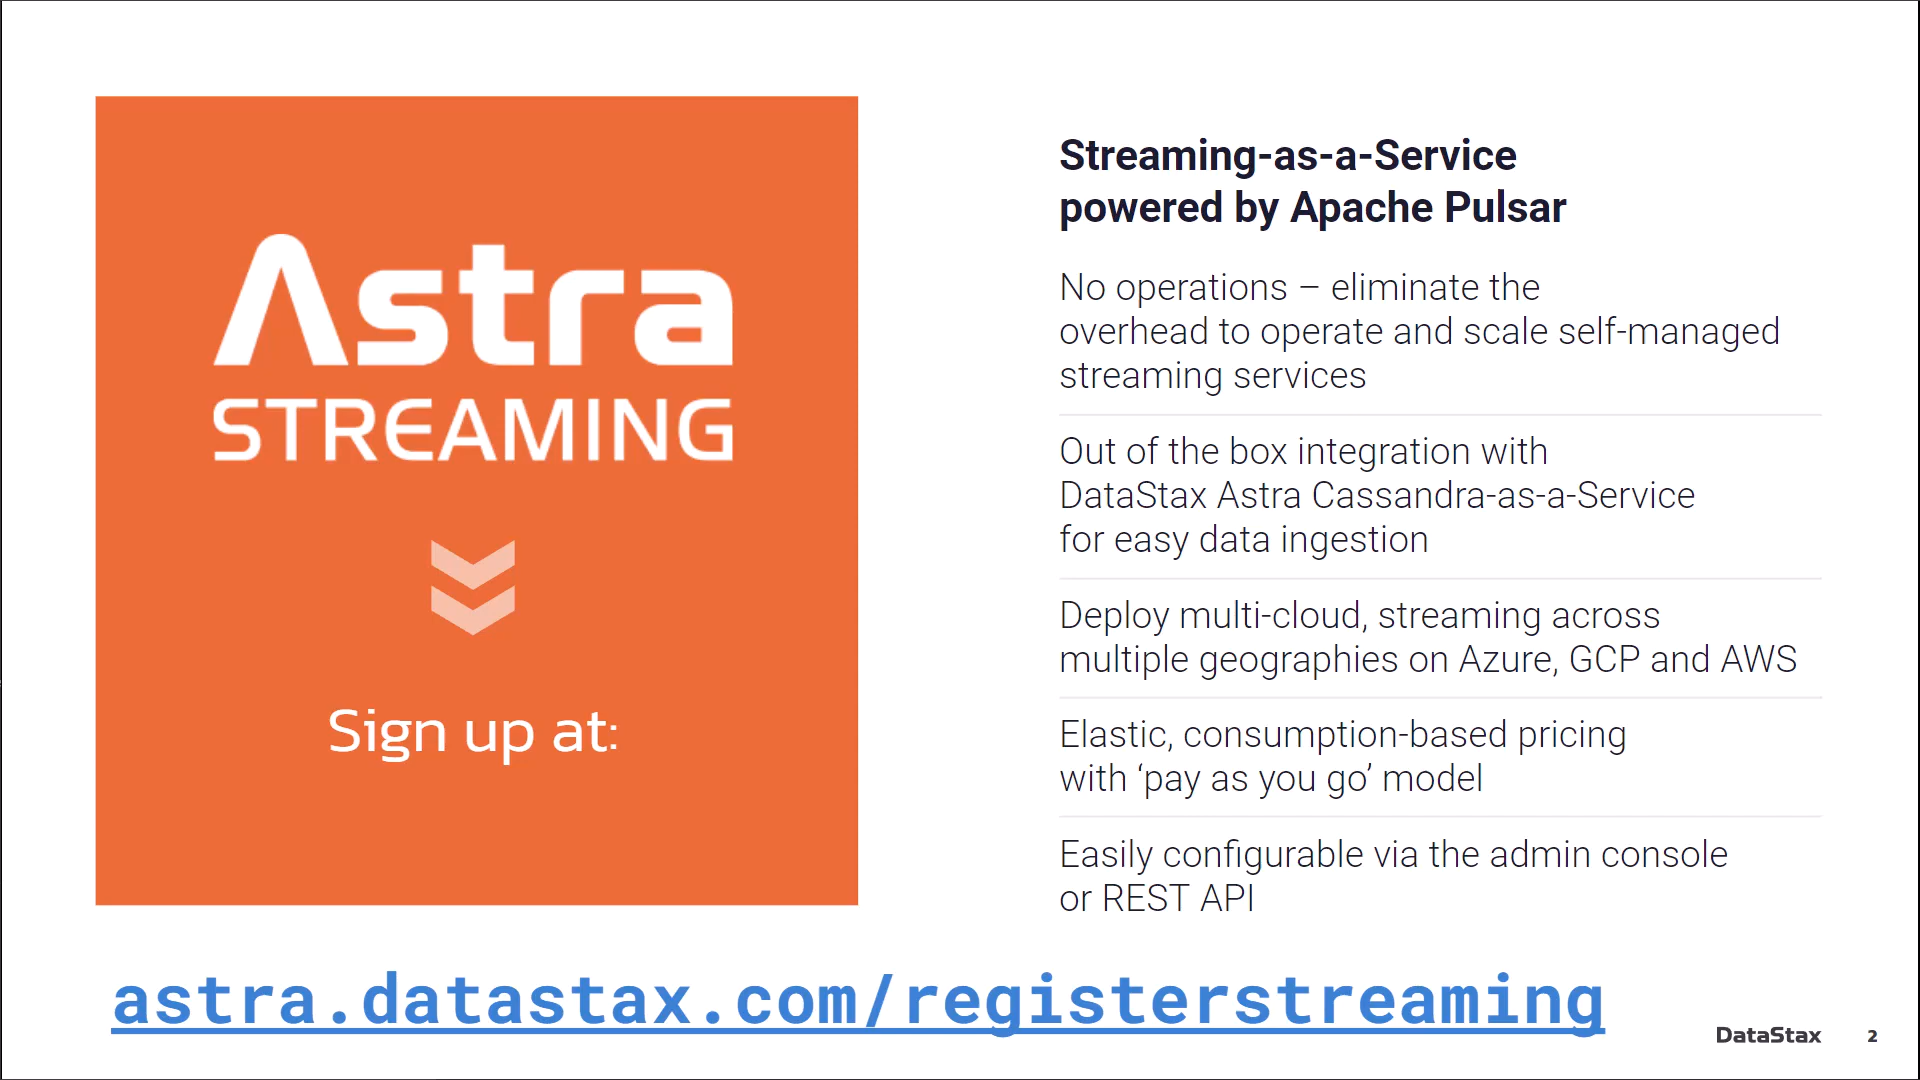 Astra
STREAMING
Sign up at:
Streaming-as-a-Service
powered by Apache Pulsar
No operations – eliminate the
overhead to operate and scale self-managed
streaming services
Out of the box integration with
DataStax Astra Cassandra-as-a-Service
for easy data ingestion
Deploy multi-cloud, streaming across
multiple geographies on Azure, GCP and AWS
Elastic, consumption-based pricing
with ‘pay as you go’ model
Easily configurable via the admin console
or REST API
astra.datastax.com/registerstreaming
DataStax 2